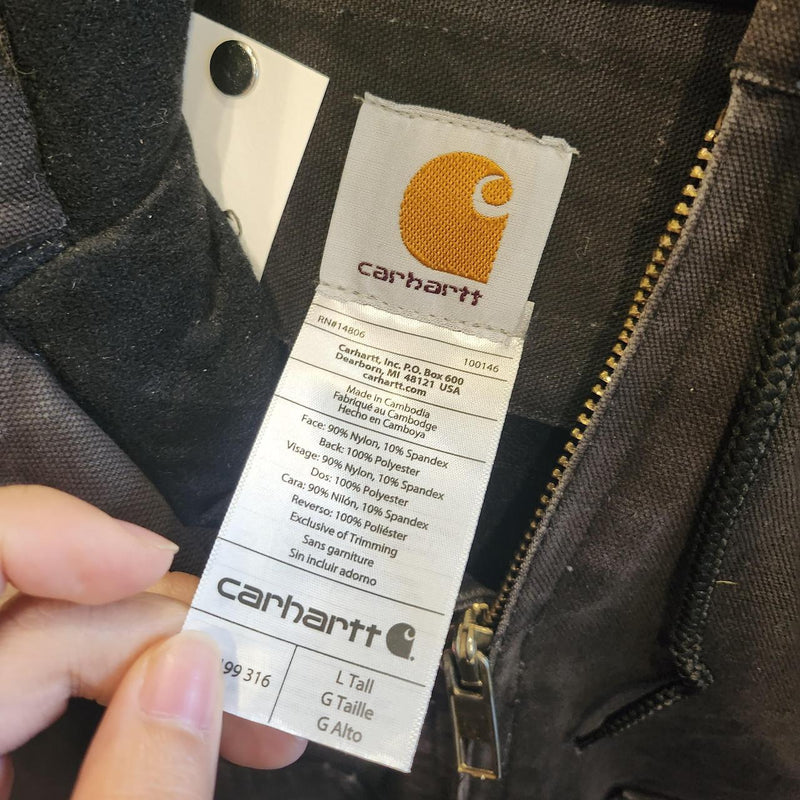 carhartt
RN#14806 100146
Carhartt, Inc. P.O. Box 600
Dearborn, MI 48121 USA
carhartt.com
Made in Cambodia
Fabriqué au Cambodge
Hecho en Camboya
Face: 90% Nylon, 10% Spandex
Back: 100% Polyester
Visage: 90% Nylon, 10% Spandex
Dos: 100% Polyester
Cara: 90% Nilón, 10% Spandex
Reverso: 100% Poliéster
Exclusive of Trimming
Sans garniture
Sin incluir adorno
carhartt
316
L Tall
G Taille
G Alto